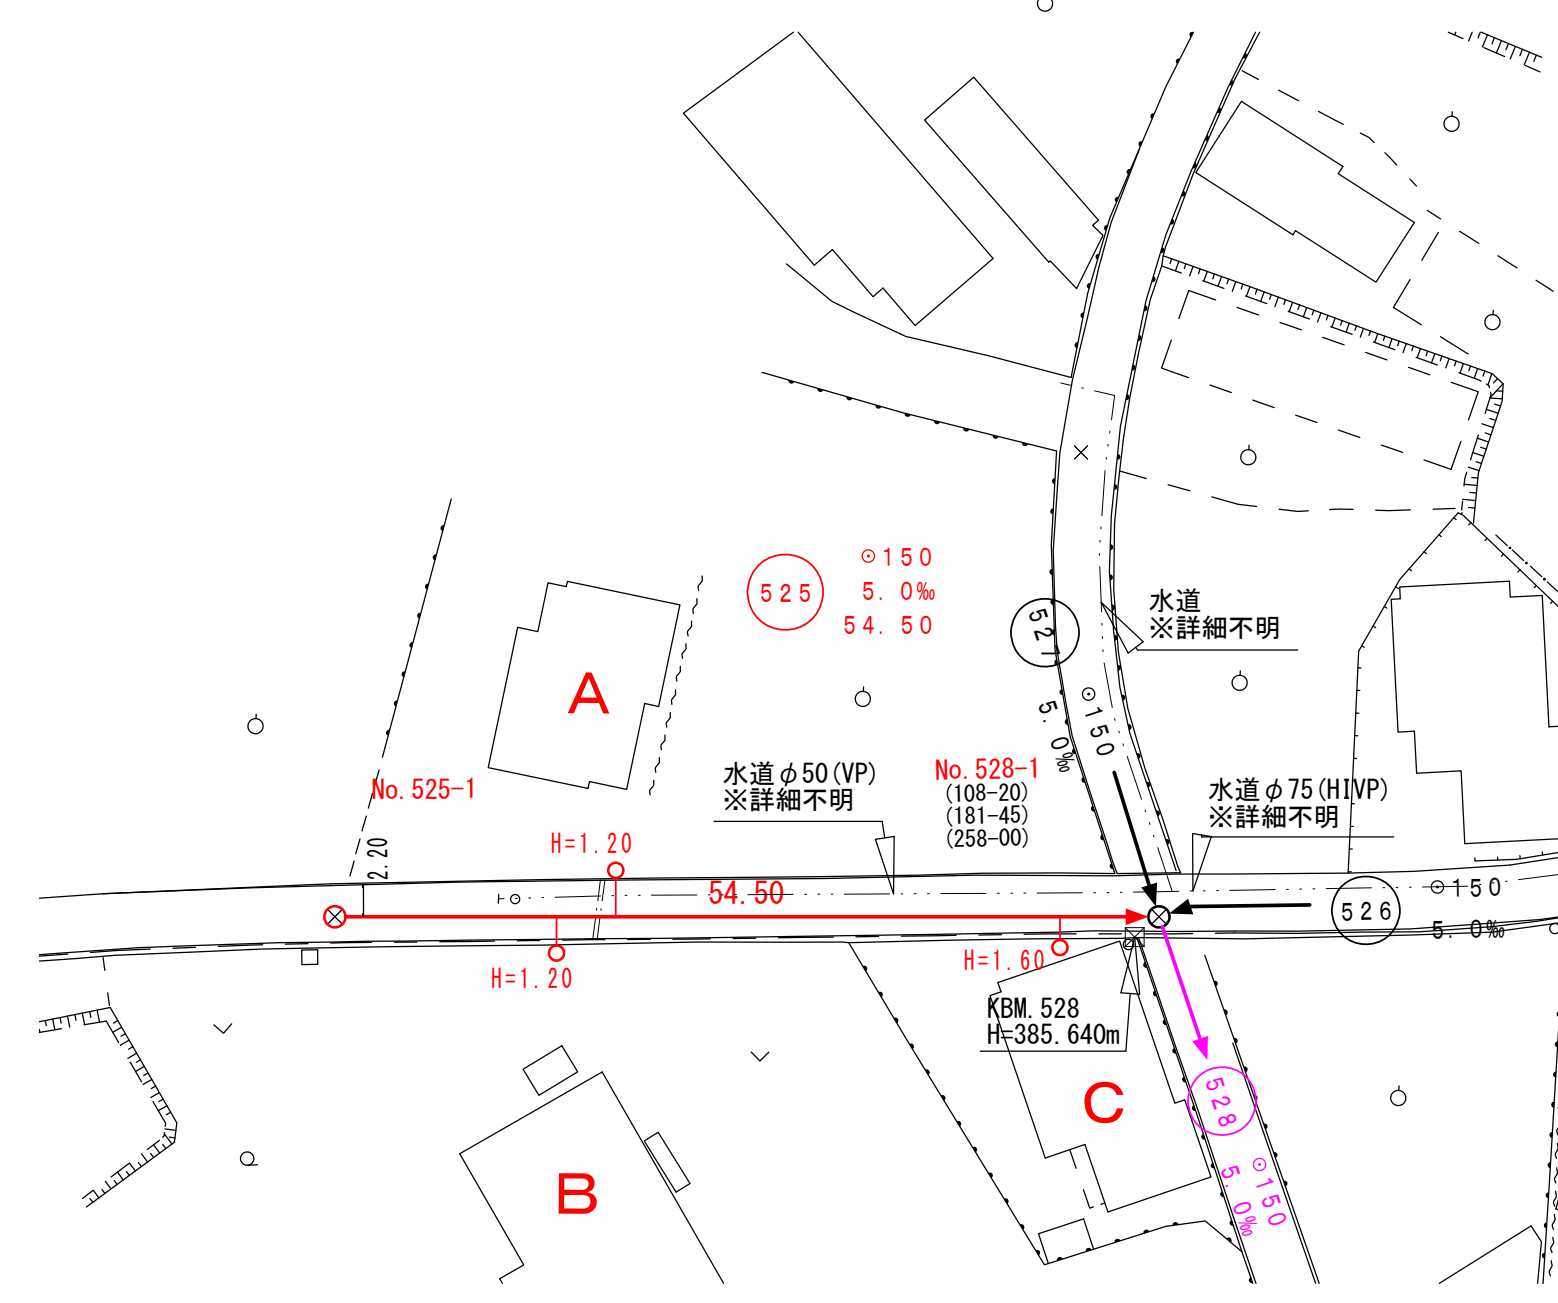 525
⊙150
5.0‰
54.50
527
⊙150
5.0‰
水道
※詳細不明
A
No.525-1
水道φ50(VP)
※詳細不明
No.528-1
(108-20)
(181-45)
(258-00)
水道φ75(HIVP)
※詳細不明
2.20
H=1.20
54.50
526
⊙150
5.0‰
H=1.20
H=1.60
KBM.528
H=385.640m
B
C
528
⊙150
5.0‰